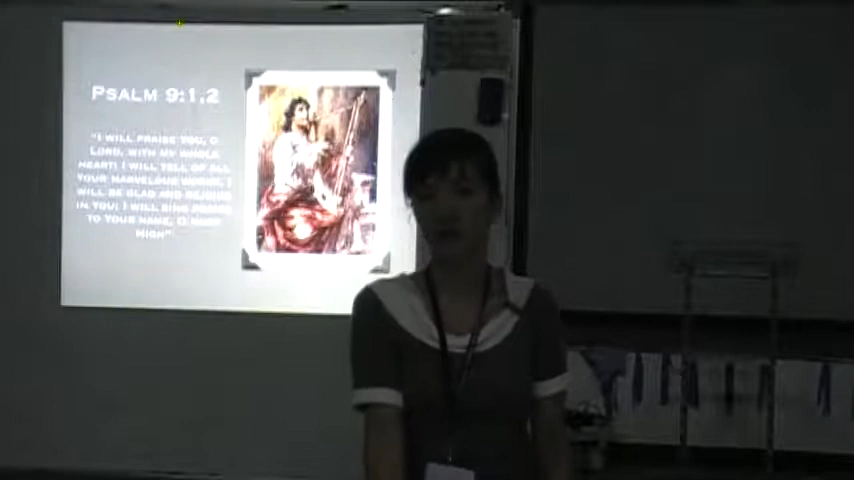 Psalm 9:1,2
"I will praise You, O
Lord, with my whole
heart; I will tell of all
Your marvelous works. I
will be glad and rejoice
in You; I will sing praise
to Your name, O Most
High"